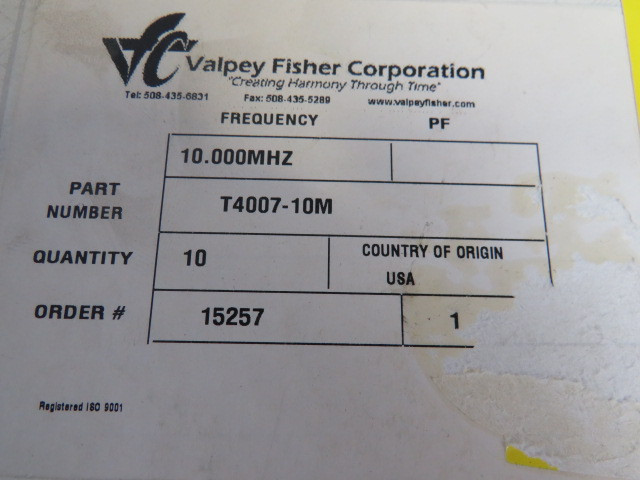 VFC Valpey Fisher Corporation
"Creating Harmony Through Time"
Tel: 508-435-6831 Fax: 508-435-5289 www.valpeyfisher.com
FREQUENCY PF
10.000MHZ
PART NUMBER T4007-10M
QUANTITY 10 COUNTRY OF ORIGIN
USA
ORDER # 15257 1
Registered ISO 9001